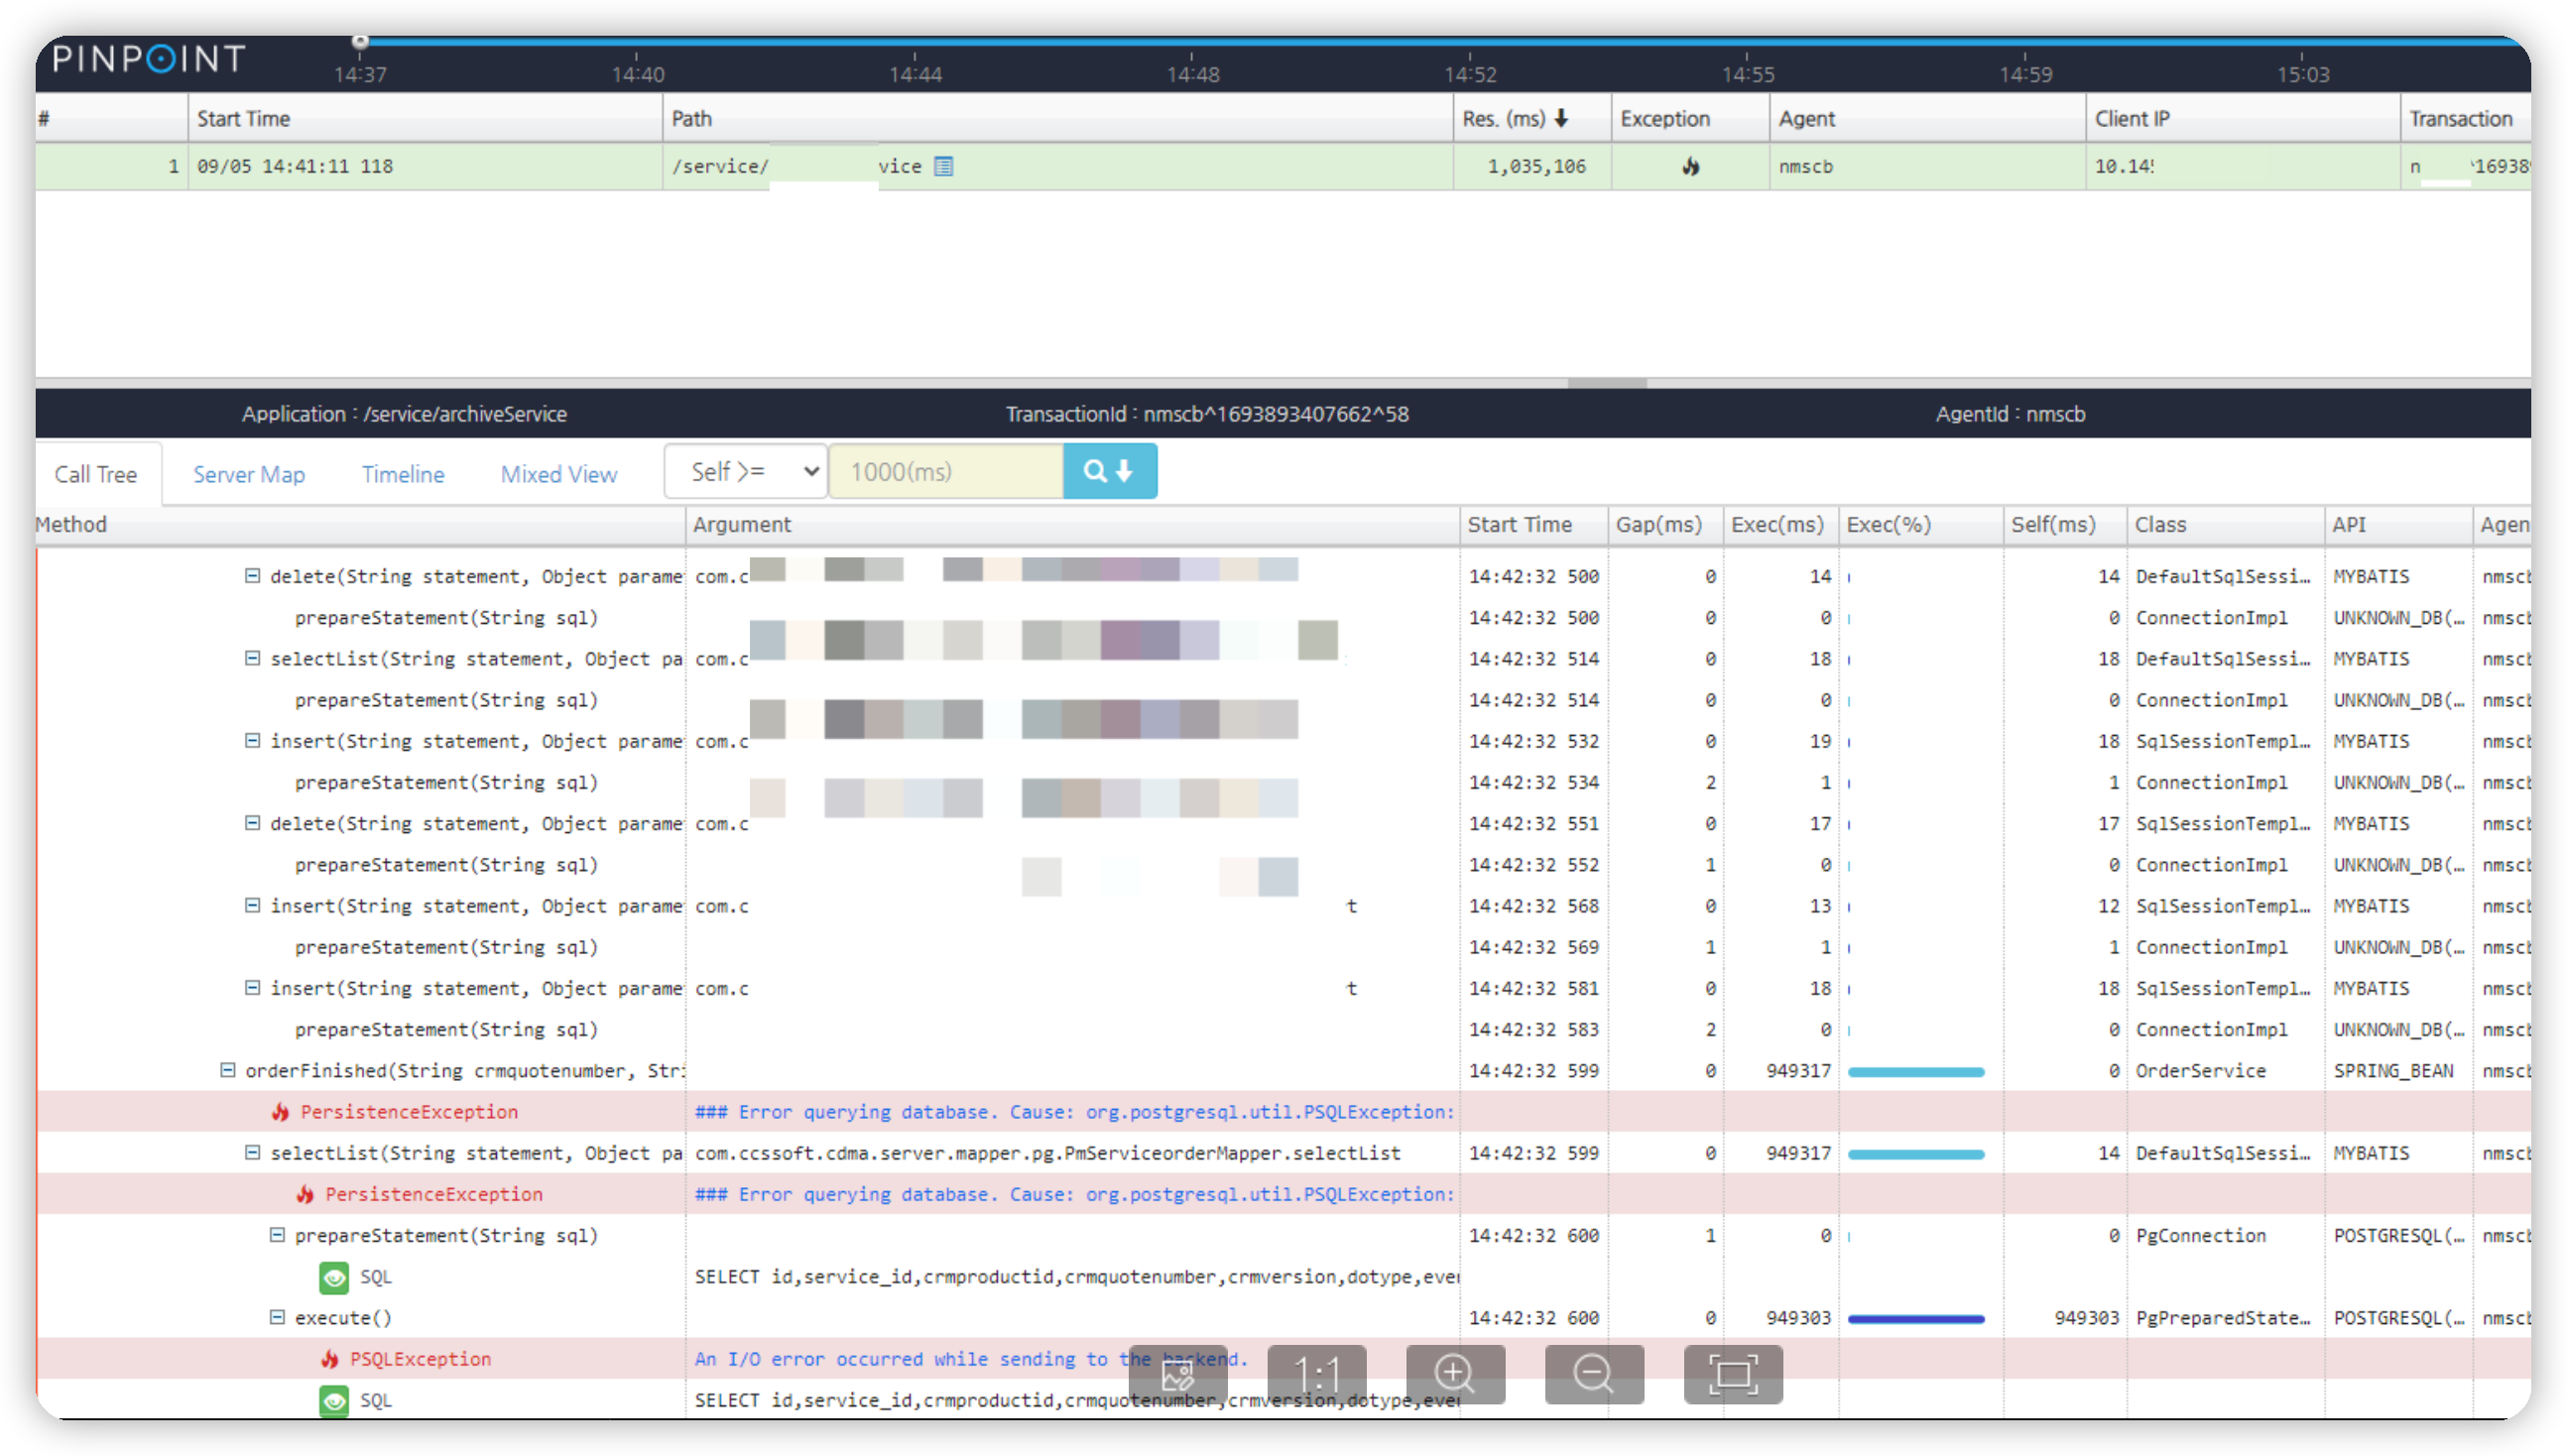 PINPOINT
14:37 14:40 14:44 14:48 14:52 14:55 14:59 15:03
# Start Time Path Res. (ms) Exception Agent Client IP Transaction
1 09/05 14:41:11 118 /service/ vice 1,035,106 nmscb 10.14 n ^16938
Application : /service/archiveService TransactionId : nmscb^1693893407662^58 AgentId : nmscb
Call Tree Server Map Timeline Mixed View Self >= 1000(ms)
Method Argument Start Time Gap(ms) Exec(ms) Exec(%) Self(ms) Class API Agen
delete(String statement, Object parame com.c 14:42:32 500 0 14 14 DefaultSqlSessi… MYBATIS nmscb
prepareStatement(String sql) 14:42:32 500 0 0 0 ConnectionImpl UNKNOWN_DB(… nmscb
selectList(String statement, Object pa com.c 14:42:32 514 0 18 18 DefaultSqlSessi… MYBATIS nmscb
prepareStatement(String sql) 14:42:32 514 0 0 0 ConnectionImpl UNKNOWN_DB(… nmscb
insert(String statement, Object parame com.c 14:42:32 532 0 19 18 SqlSessionTempl… MYBATIS nmscb
prepareStatement(String sql) 14:42:32 534 2 1 1 ConnectionImpl UNKNOWN_DB(… nmscb
delete(String statement, Object parame com.c 14:42:32 551 0 17 17 SqlSessionTempl… MYBATIS nmscb
prepareStatement(String sql) 14:42:32 552 1 0 0 ConnectionImpl UNKNOWN_DB(… nmscb
insert(String statement, Object parame com.c t 14:42:32 568 0 13 12 SqlSessionTempl… MYBATIS nmscb
prepareStatement(String sql) 14:42:32 569 1 1 1 ConnectionImpl UNKNOWN_DB(… nmscb
insert(String statement, Object parame com.c t 14:42:32 581 0 18 18 SqlSessionTempl… MYBATIS nmscb
prepareStatement(String sql) 14:42:32 583 2 0 0 ConnectionImpl UNKNOWN_DB(… nmscb
orderFinished(String crmquotenumber, Stri 14:42:32 599 0 949317 0 OrderService SPRING_BEAN nmscb
PersistenceException ### Error querying database. Cause: org.postgresql.util.PSQLException:
selectList(String statement, Object pa com.ccssoft.cdma.server.mapper.pg.PmServiceorderMapper.selectList 14:42:32 599 0 949317 14 DefaultSqlSessi… MYBATIS nmscb
PersistenceException ### Error querying database. Cause: org.postgresql.util.PSQLException:
prepareStatement(String sql) 14:42:32 600 1 0 0 PgConnection POSTGRESQL(… nmscb
SQL SELECT id,service_id,crmproductid,crmquotenumber,crmversion,dotype,even
execute() 14:42:32 600 0 949303 949303 PgPreparedState… POSTGRESQL(… nmscb
PSQLException An I/O error occurred while sending to the backend.
1:1
SQL SELECT id,service_id,crmproductid,crmquotenumber,crmversion,dotype,even